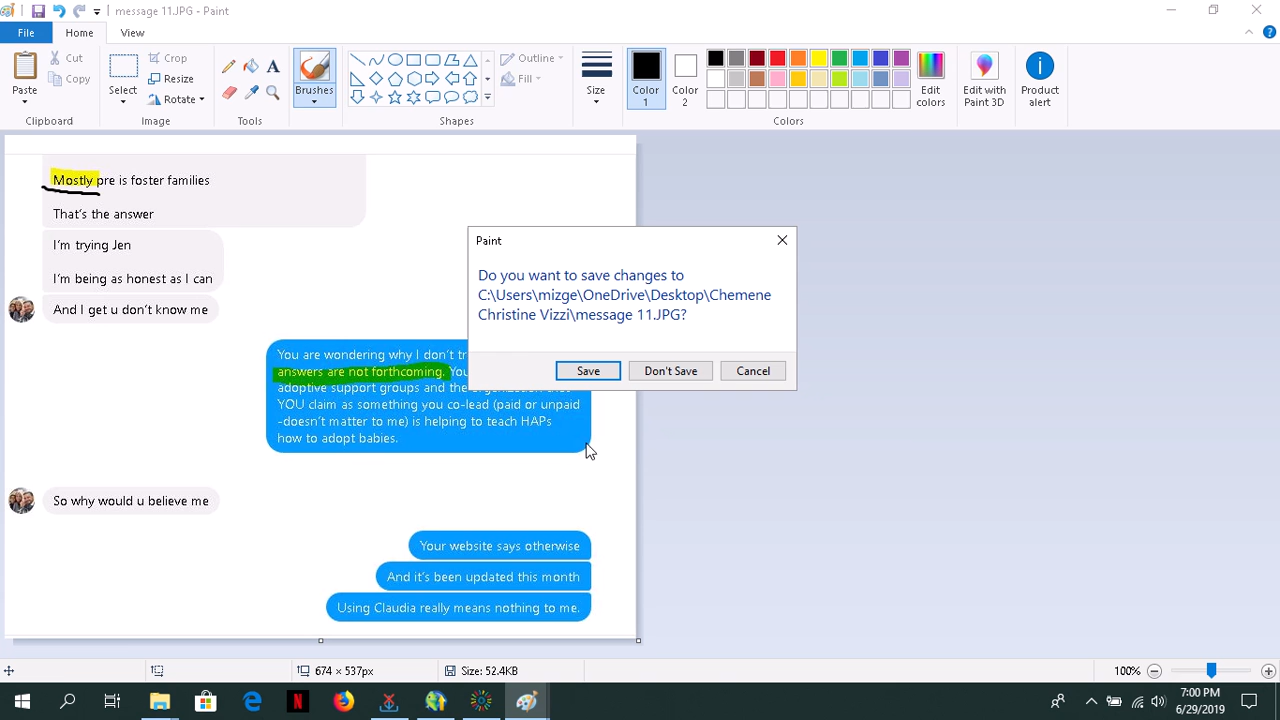 message 11.JPG - Paint
File
Home
View
Paste
Cut
Copy
Clipboard
Select
Crop
Resize
Rotate
Image
A
Tools
Brushes
Outline
Fill
Shapes
Size
Color 1
Color 2
Edit colors
Colors
Edit with Paint 3D
Product alert
Mostly pre is foster families
That's the answer
I'm trying Jen
I'm being as honest as I can
And I get u don't know me
You are wondering why I don't tr
answers are not forthcoming. You
adoptive support groups and the
YOU claim as something you co-lead (paid or unpaid
-doesn't matter to me) is helping to teach HAPs
how to adopt babies.
So why would u believe me
Your website says otherwise
And it's been updated this month
Using Claudia really means nothing to me.
Paint
Do you want to save changes to
C:\Users\mizge\OneDrive\Desktop\Chemene
Christine Vizzi\message 11.JPG?
Save
Don't Save
Cancel
674 × 537px
Size: 52.4KB
100%
7:00 PM
6/29/2019